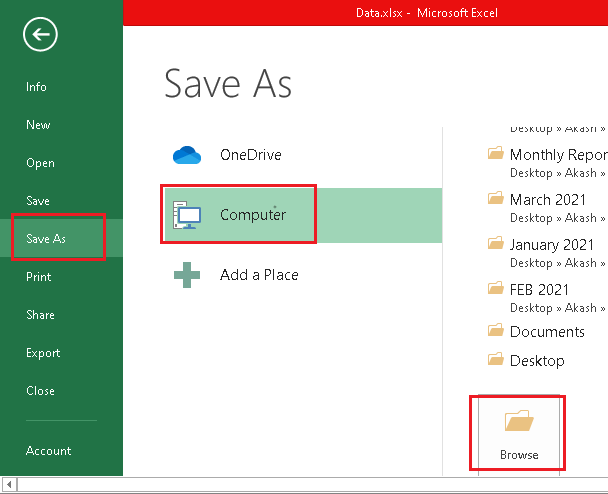 Data.xlsx - Microsoft Excel
Info
New
Open
Save
Save As
Print
Share
Export
Close
Account
Save As
OneDrive
Computer
Add a Place
Desktop » Akash »
Monthly Repor
Desktop » Akash »
March 2021
Desktop » Akash »
January 2021
Desktop » Akash »
FEB 2021
Desktop » Akash »
Documents
Desktop
Browse